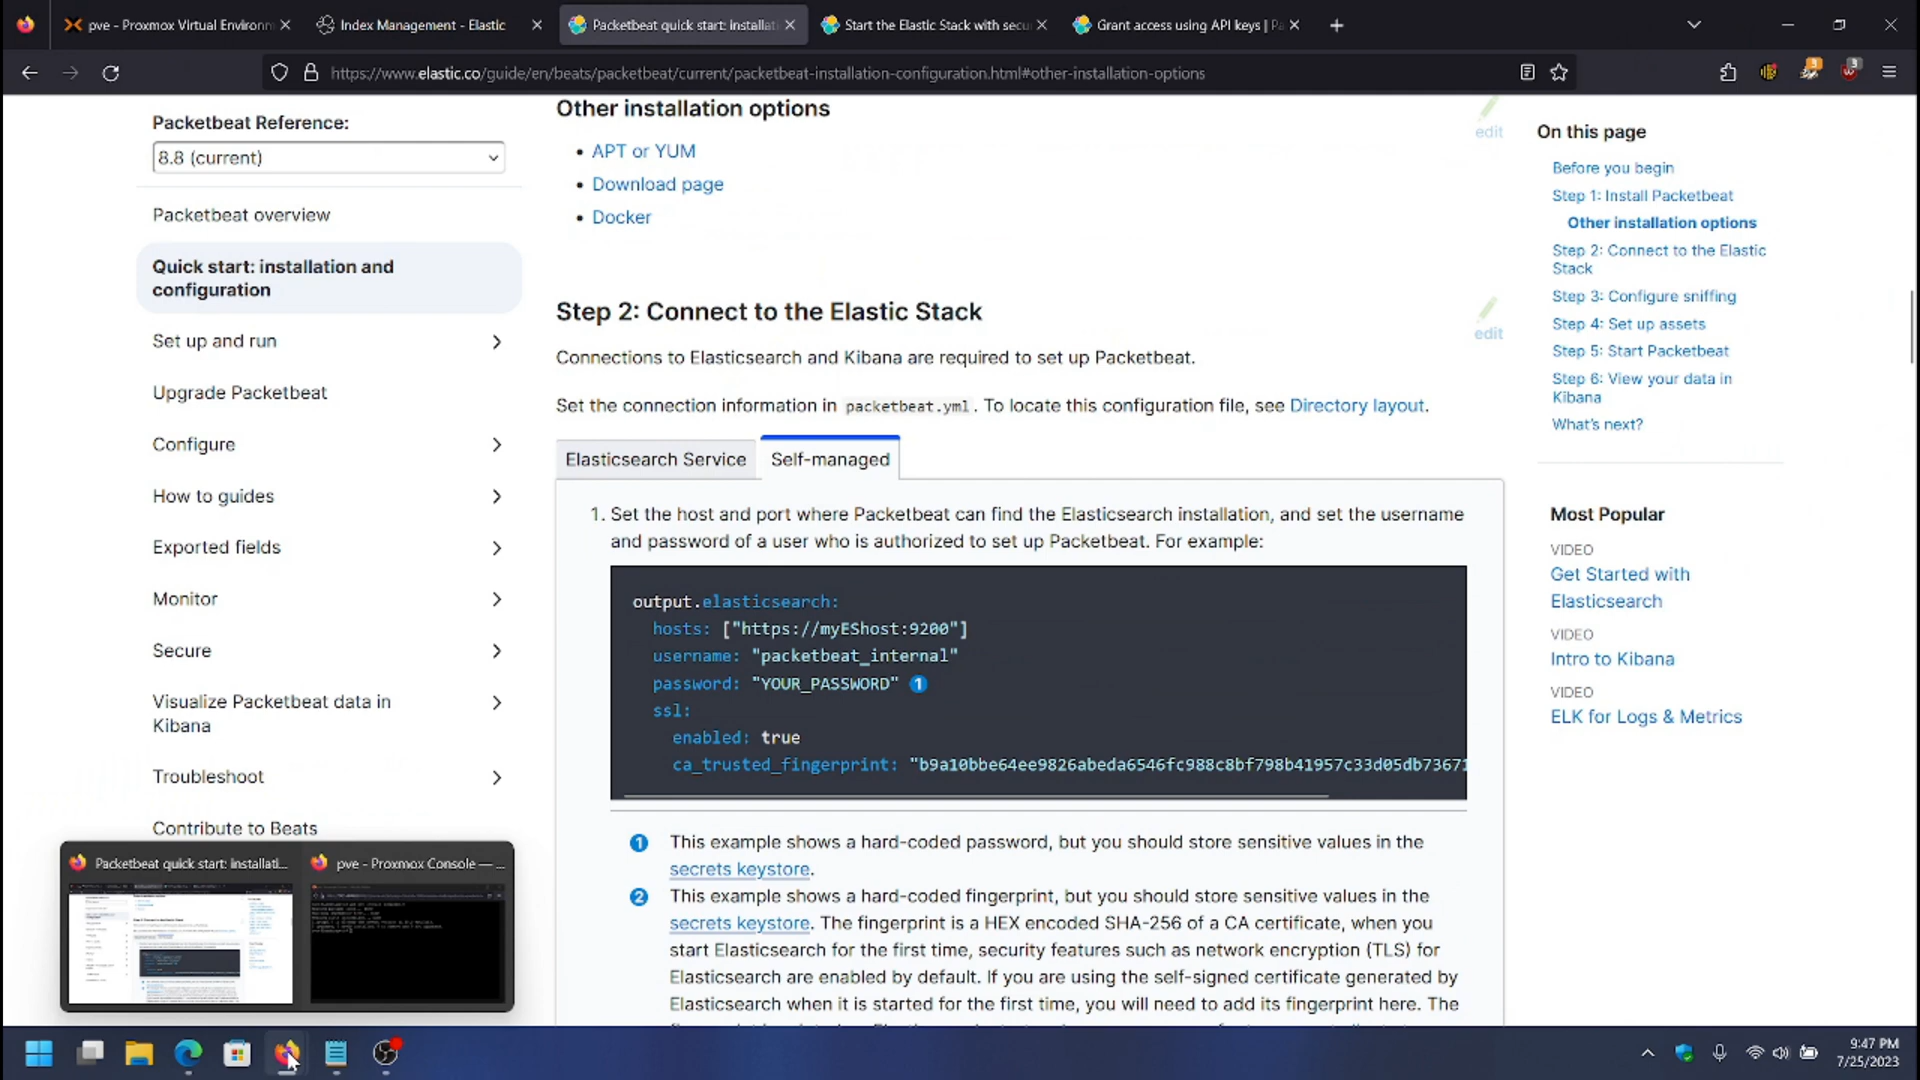 pve - Proxmox Virtual Environm
Index Management - Elastic
Packetbeat quick start: installati
Start the Elastic Stack with secu
Grant access using API keys | Pa
https://www.elastic.co/guide/en/beats/packetbeat/current/packetbeat-installation-configuration.html#other-installation-options
3
3
Packetbeat Reference:
8.8 (current)
Packetbeat overview
Quick start: installation and
configuration
Set up and run
Upgrade Packetbeat
Configure
How to guides
Exported fields
Monitor
Secure
Visualize Packetbeat data in
Kibana
Troubleshoot
Contribute to Beats
Other installation options
edit
• APT or YUM
• Download page
• Docker
Step 2: Connect to the Elastic Stack
edit
Connections to Elasticsearch and Kibana are required to set up Packetbeat.
Set the connection information in packetbeat.yml. To locate this configuration file, see Directory layout.
Elasticsearch Service
Self-managed
1. Set the host and port where Packetbeat can find the Elasticsearch installation, and set the username
and password of a user who is authorized to set up Packetbeat. For example:
output.elasticsearch:
hosts: ["https://myEShost:9200"]
username: "packetbeat_internal"
password: "YOUR_PASSWORD" 1
ssl:
enabled: true
ca_trusted_fingerprint: "b9a10bbe64ee9826abeda6546fc988c8bf798b41957c33d05db73671
1 This example shows a hard-coded password, but you should store sensitive values in the
secrets keystore.
2 This example shows a hard-coded fingerprint, but you should store sensitive values in the
secrets keystore. The fingerprint is a HEX encoded SHA-256 of a CA certificate, when you
start Elasticsearch for the first time, security features such as network encryption (TLS) for
Elasticsearch are enabled by default. If you are using the self-signed certificate generated by
Elasticsearch when it is started for the first time, you will need to add its fingerprint here. The
On this page
Before you begin
Step 1: Install Packetbeat
Other installation options
Step 2: Connect to the Elastic
Stack
Step 3: Configure sniffing
Step 4: Set up assets
Step 5: Start Packetbeat
Step 6: View your data in
Kibana
What's next?
Most Popular
VIDEO
Get Started with
Elasticsearch
VIDEO
Intro to Kibana
VIDEO
ELK for Logs & Metrics
Packetbeat quick start: installati...
pve - Proxmox Console — ...
9:47 PM
7/25/2023